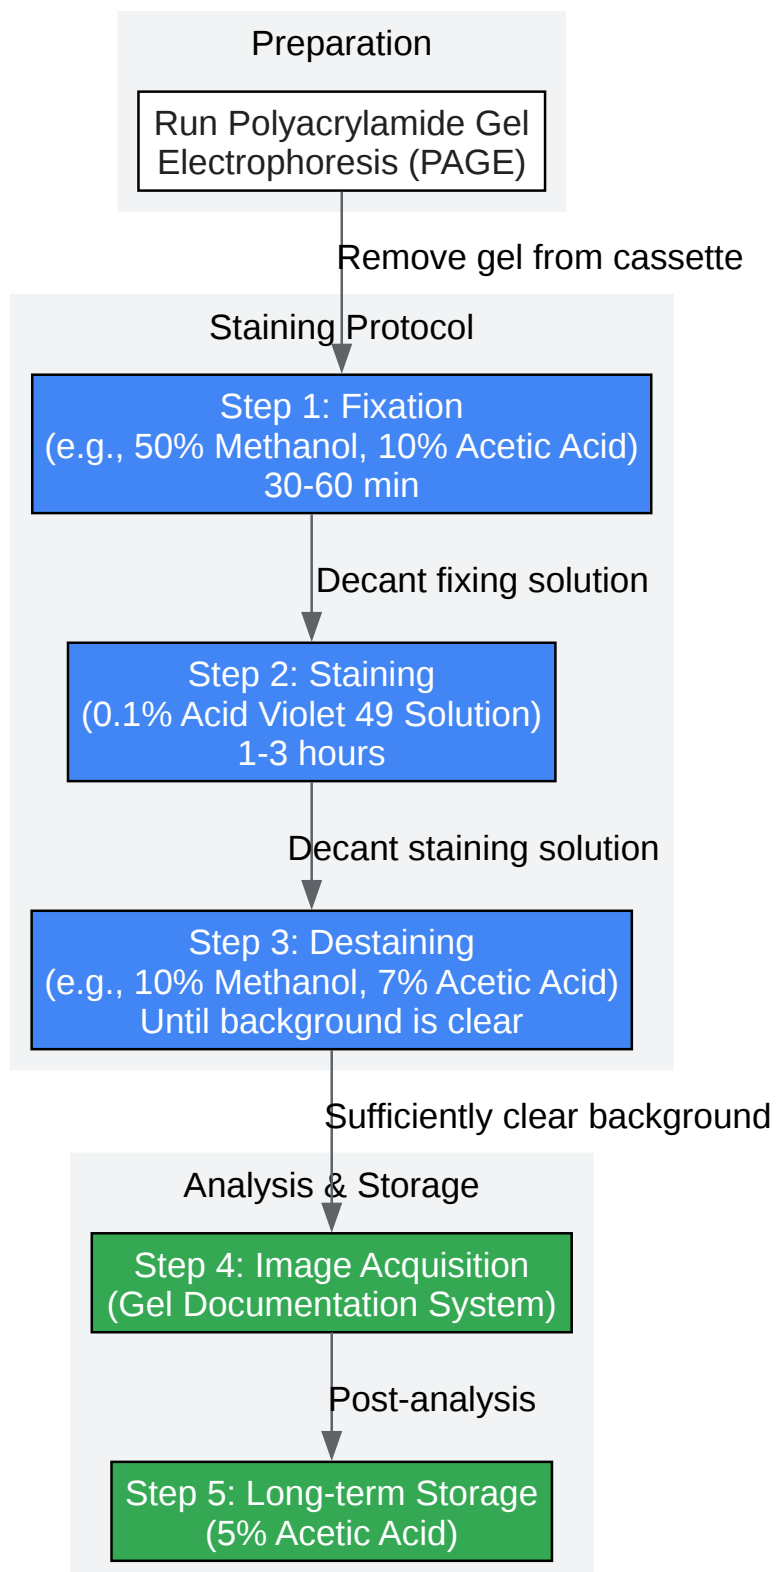 Preparation
Run Polyacrylamide Gel
Electrophoresis (PAGE)
Remove gel from cassette
Staining Protocol
Step 1: Fixation
(e.g., 50% Methanol, 10% Acetic Acid)
30-60 min
Decant fixing solution
Step 2: Staining
(0.1% Acid Violet 49 Solution)
1-3 hours
Decant staining solution
Step 3: Destaining
(e.g., 10% Methanol, 7% Acetic Acid)
Until background is clear
Sufficiently clear background
Analysis & Storage
Step 4: Image Acquisition
(Gel Documentation System)
Post-analysis
Step 5: Long-term Storage
(5% Acetic Acid)